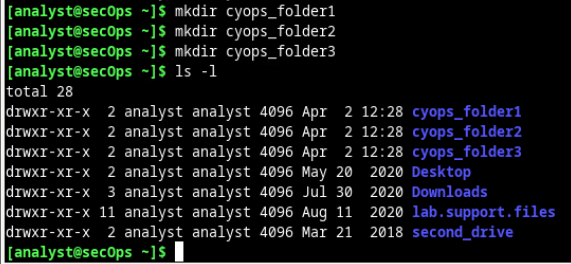 [analyst@secOps ~]$ mkdir cyops_folder1
[analyst@secOps ~]$ mkdir cyops_folder2
[analyst@secOps ~]$ mkdir cyops_folder3
[analyst@secOps ~]$ ls -l
total 28
drwxr-xr-x  2 analyst analyst 4096 Apr  2 12:28 cyops_folder1
drwxr-xr-x  2 analyst analyst 4096 Apr  2 12:28 cyops_folder2
drwxr-xr-x  2 analyst analyst 4096 Apr  2 12:28 cyops_folder3
drwxr-xr-x  2 analyst analyst 4096 May 20  2020 Desktop
drwxr-xr-x  3 analyst analyst 4096 Jul 30  2020 Downloads
drwxr-xr-x 11 analyst analyst 4096 Aug 11  2020 lab.support.files
drwxr-xr-x  2 analyst analyst 4096 Mar 21  2018 second_drive
[analyst@secOps ~]$